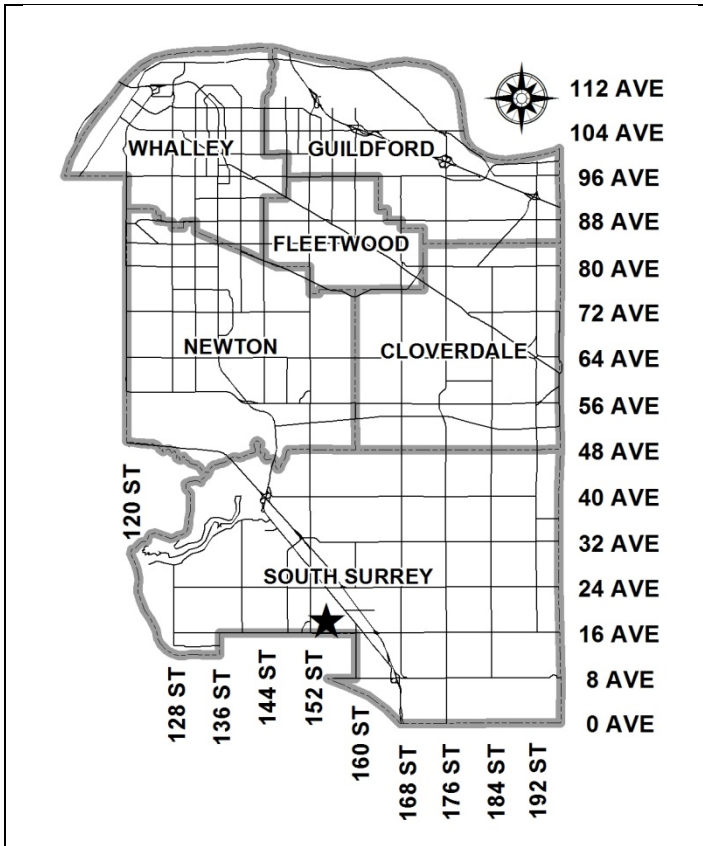 112 AVE
104 AVE
WHALLEY GUILDFORD
96 AVE
88 AVE
FLEETWOOD
80 AVE
72 AVE
NEWTON CLOVERDALE
64 AVE
56 AVE
48 AVE
120 ST
40 AVE
32 AVE
SOUTH SURREY
24 AVE
16 AVE
8 AVE
0 AVE
128 ST
136 ST
144 ST
152 ST
160 ST
168 ST
176 ST
184 ST
192 ST